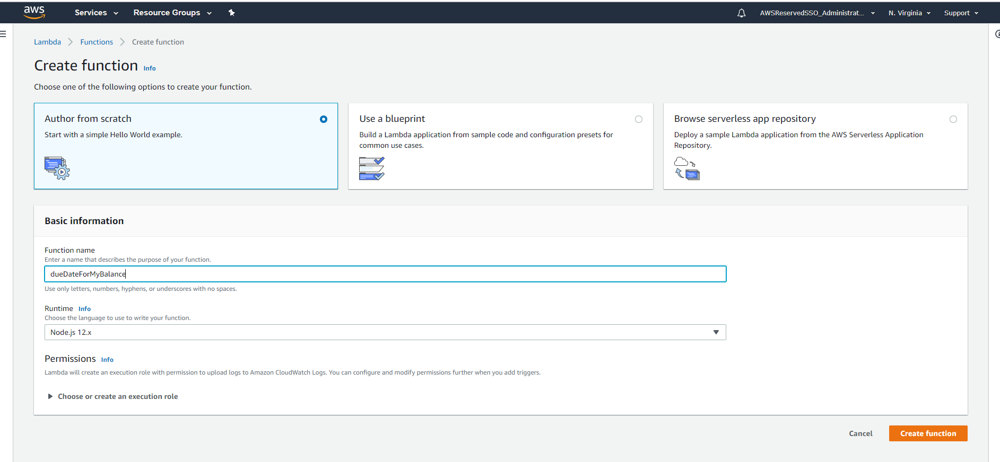 aws
Services
Resource Groups
AWSReservedSSO_Administrat...
N. Virginia
Support
Lambda
Functions
Create function
Create function Info
Choose one of the following options to create your function.
Author from scratch
Start with a simple Hello World example.
Use a blueprint
Build a Lambda application from sample code and configuration presets for
common use cases.
Browse serverless app repository
Deploy a sample Lambda application from the AWS Serverless Application
Repository.
Basic information
Function name
Enter a name that describes the purpose of your function.
dueDateForMyBalance
Use only letters, numbers, hyphens, or underscores with no spaces.
Runtime Info
Choose the language to use to write your function.
Node.js 12.x
Permissions Info
Lambda will create an execution role with permission to upload logs to Amazon CloudWatch Logs. You can configure and modify permissions further when you add triggers.
Choose or create an execution role
Cancel
Create function